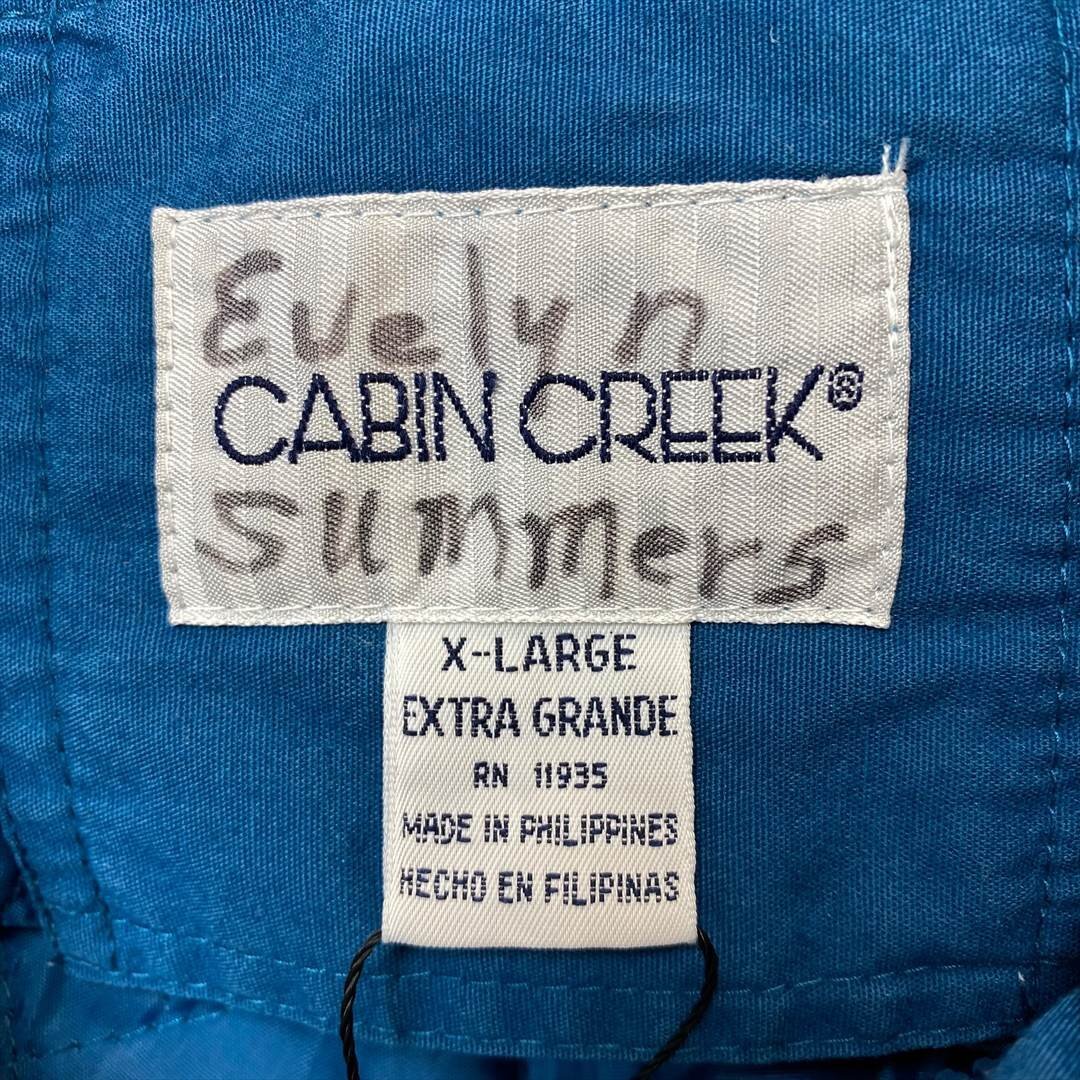 Evelyn
CABIN CREEK®
summers
X-LARGE
EXTRA GRANDE
RN 11935
MADE IN PHILIPPINES
HECHO EN FILIPINAS